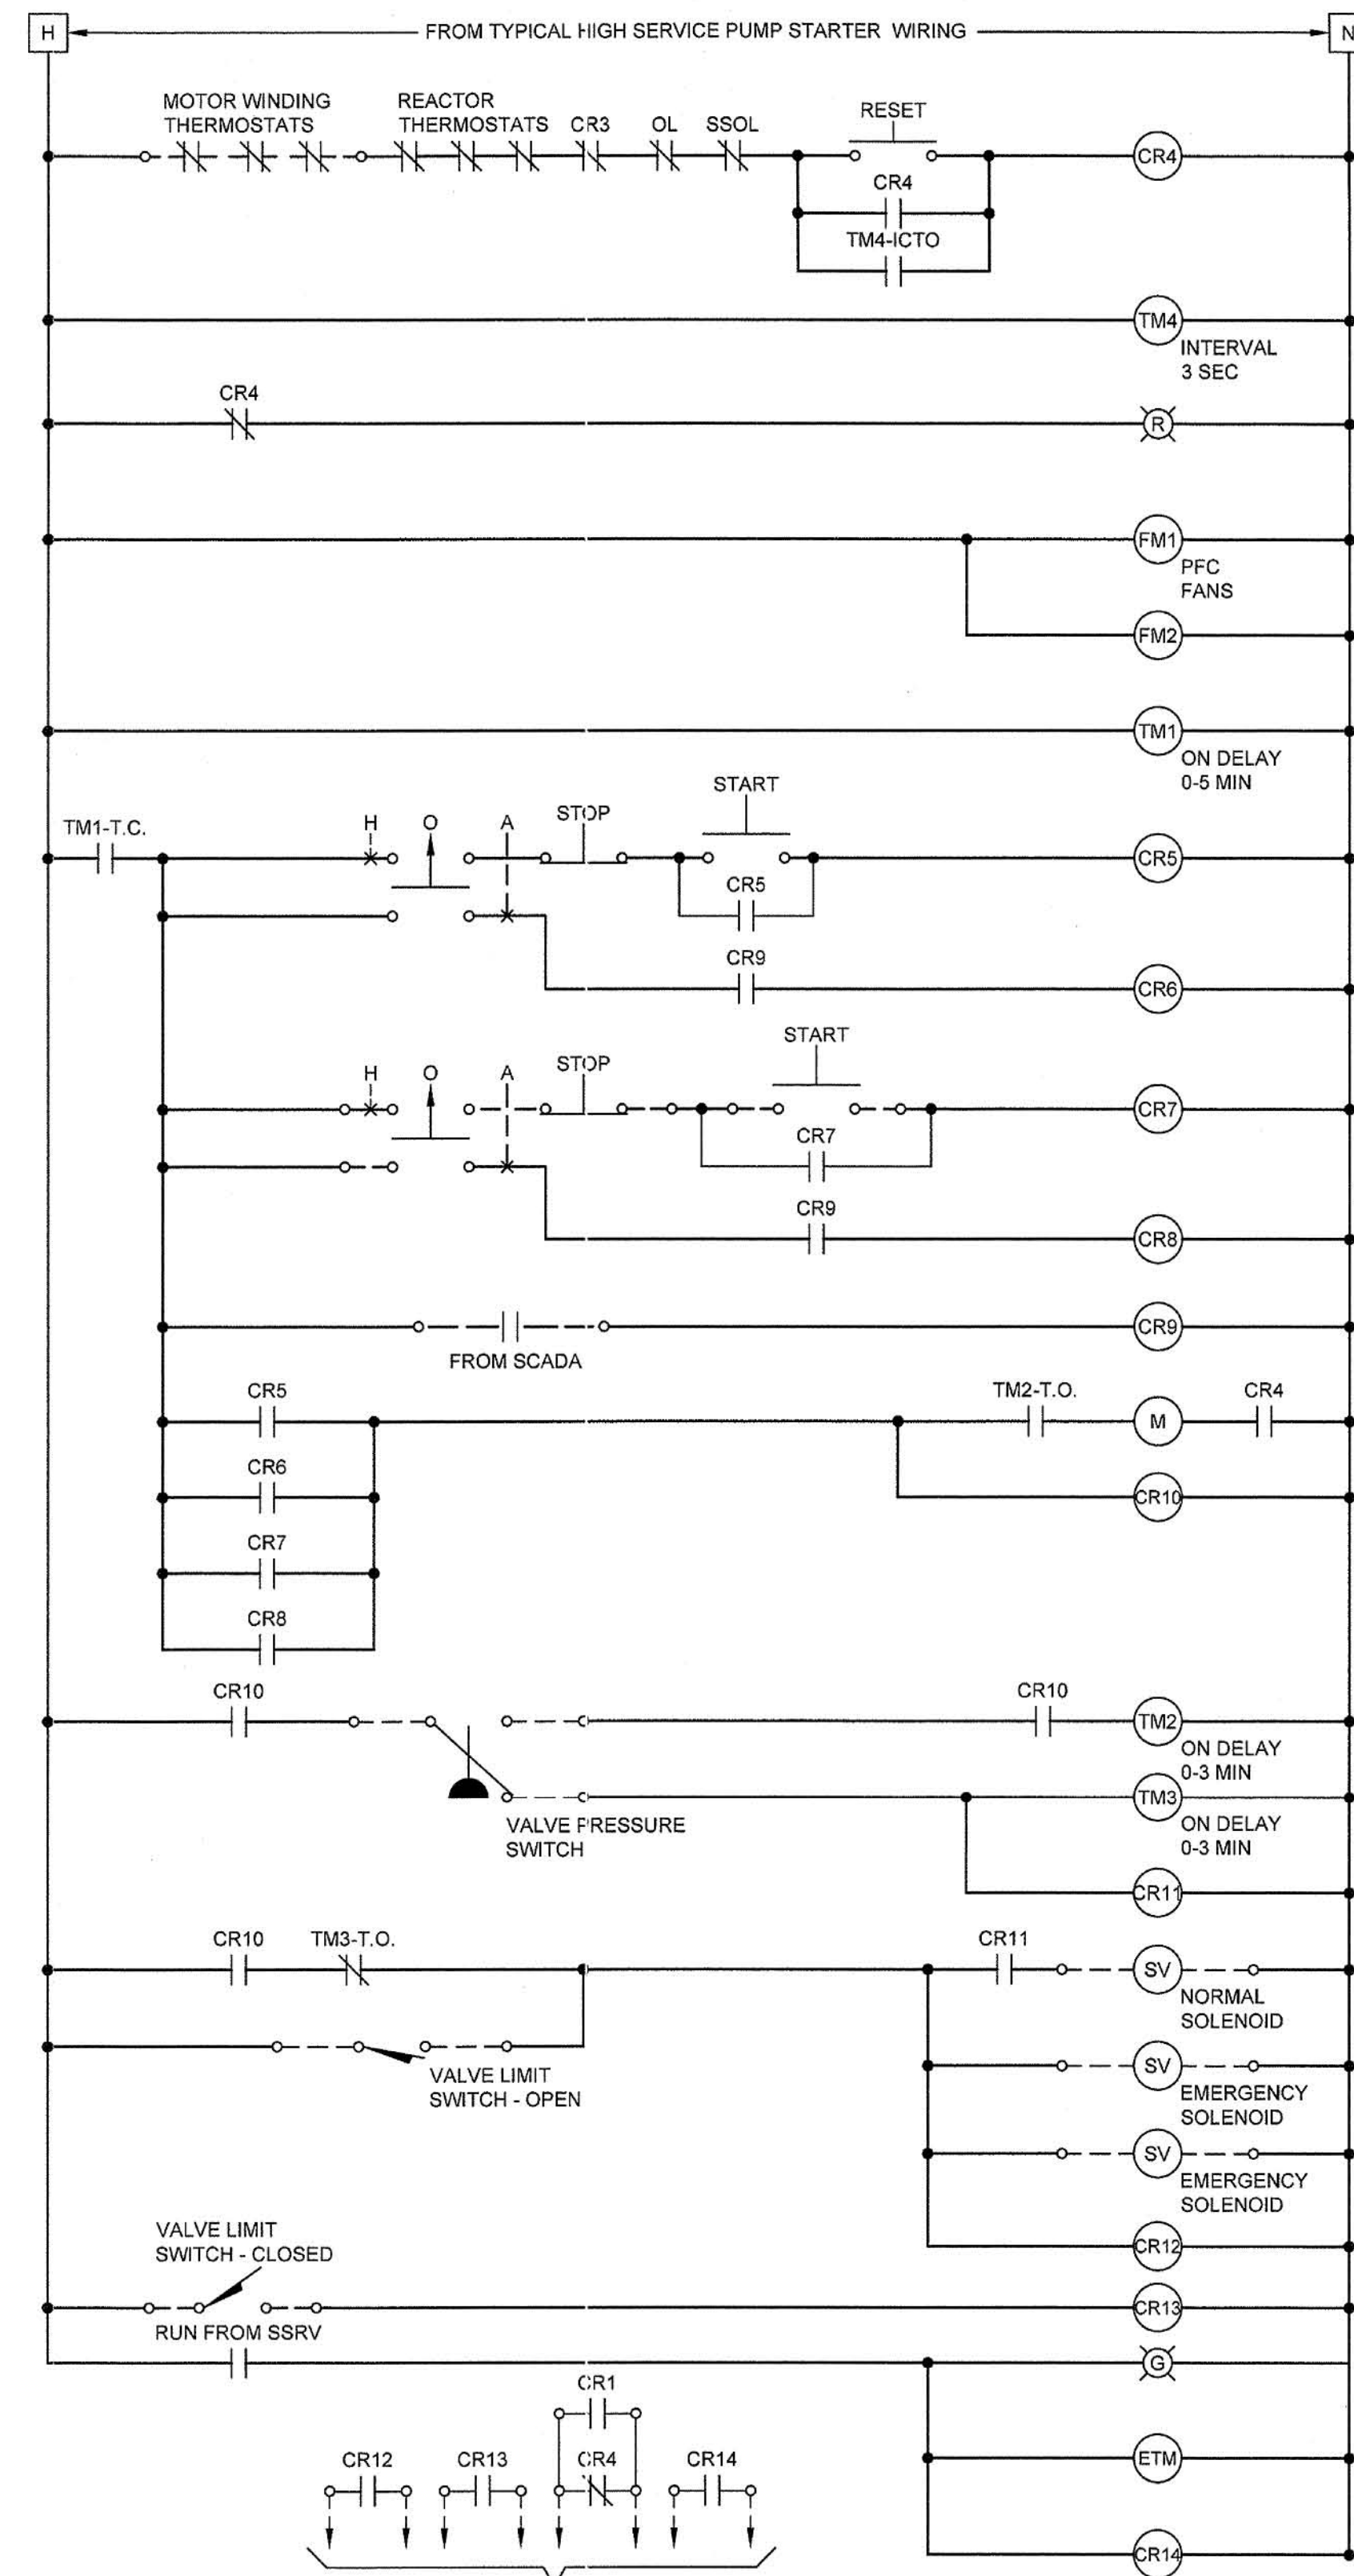 H
FROM TYPICAL HIGH SERVICE PUMP STARTER WIRING
N
MOTOR WINDING
THERMOSTATS
REACTOR
THERMOSTATS
CR3
OL
SSOL
RESET
CR4
CR4
TM4-ICTO
TM4
INTERVAL
3 SEC
CR4
R
FM1
PFC
FANS
FM2
TM1
ON DELAY
0-5 MIN
TM1-T.C.
H
O
A
STOP
START
CR5
CR5
CR9
CR6
H
O
A
STOP
START
CR7
CR7
CR9
CR8
FROM SCADA
CR9
CR5
TM2-T.O.
M
CR4
CR6
CR10
CR7
CR8
CR10
CR10
TM2
ON DELAY
0-3 MIN
VALVE PRESSURE
SWITCH
TM3
ON DELAY
0-3 MIN
CR11
CR10
TM3-T.O.
CR11
SV
NORMAL
SOLENOID
VALVE LIMIT
SWITCH - OPEN
SV
EMERGENCY
SOLENOID
SV
EMERGENCY
SOLENOID
CR12
VALVE LIMIT
SWITCH - CLOSED
CR13
RUN FROM SSRV
G
CR1
CR12
CR13
CR4
CR14
ETM
CR14